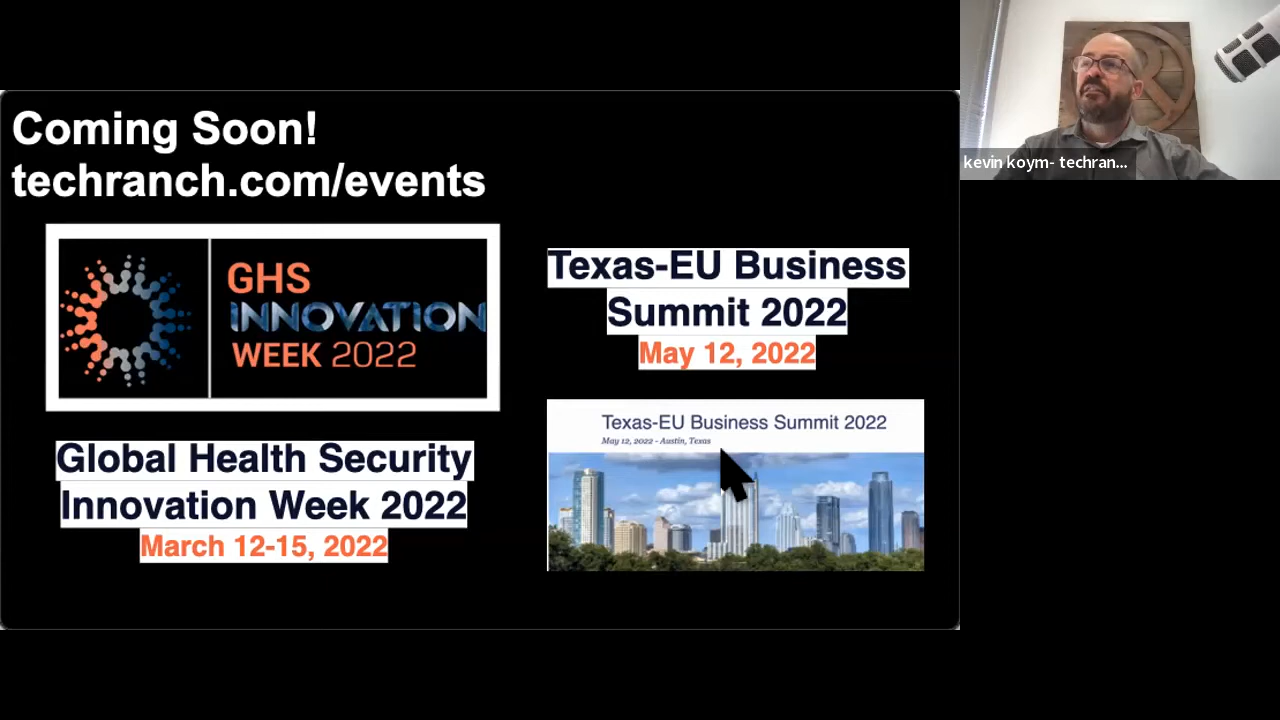 Coming Soon!
techranch.com/events
GHS
INNOVATION
WEEK 2022
Global Health Security
Innovation Week 2022
March 12-15, 2022
Texas-EU Business
Summit 2022
May 12, 2022
Texas-EU Business Summit 2022
May 12, 2022 - Austin, Texas
kevin koym- techran...